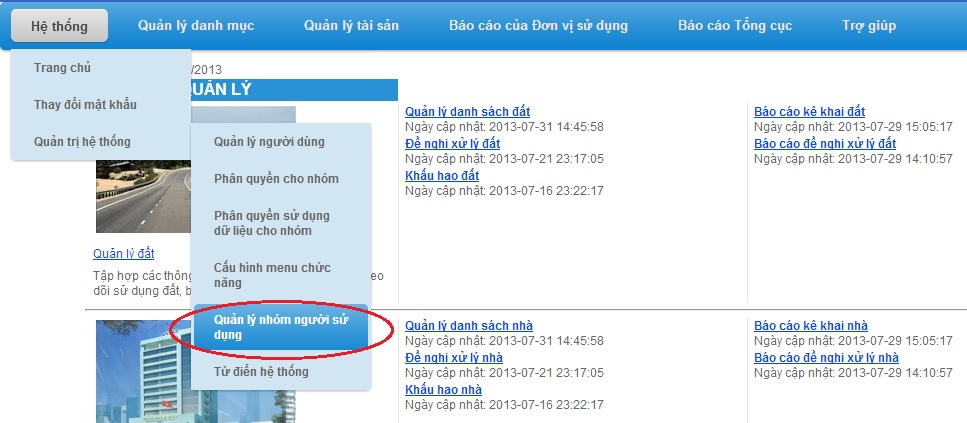 Hệ thống
Quản lý danh mục
Quản lý tài sản
Báo cáo của Đơn vị sử dụng
Báo cáo Tổng cục
Trợ giúp
Trang chủ
Thay đổi mật khẩu
Quản trị hệ thống
/2013
QUẢN LÝ
Quản lý người dùng
Phân quyền cho nhóm
Phân quyền sử dụng
dữ liệu cho nhóm
Cấu hình menu chức
năng
Quản lý nhóm người sử
dụng
Từ điển hệ thống
Quản lý đất
Tập hợp các thông
dõi sử dụng đất,
Quản lý danh sách đất
Ngày cập nhật: 2013-07-31 14:45:58
Đề nghị xử lý đất
Ngày cập nhật: 2013-07-21 23:17:05
Khấu hao đất
Ngày cập nhật: 2013-07-16 23:22:17
Báo cáo kê khai đất
Ngày cập nhật: 2013-07-29 15:05:17
Báo cáo đề nghị xử lý đất
Ngày cập nhật: 2013-07-29 14:10:57
Quản lý danh sách nhà
Ngày cập nhật: 2013-07-31 14:45:58
Đề nghị xử lý nhà
Ngày cập nhật: 2013-07-21 23:17:05
Khấu hao nhà
Ngày cập nhật: 2013-07-16 23:22:17
Báo cáo kê khai nhà
Ngày cập nhật: 2013-07-29 15:05:17
Báo cáo đề nghị xử lý nhà
Ngày cập nhật: 2013-07-29 14:10:57